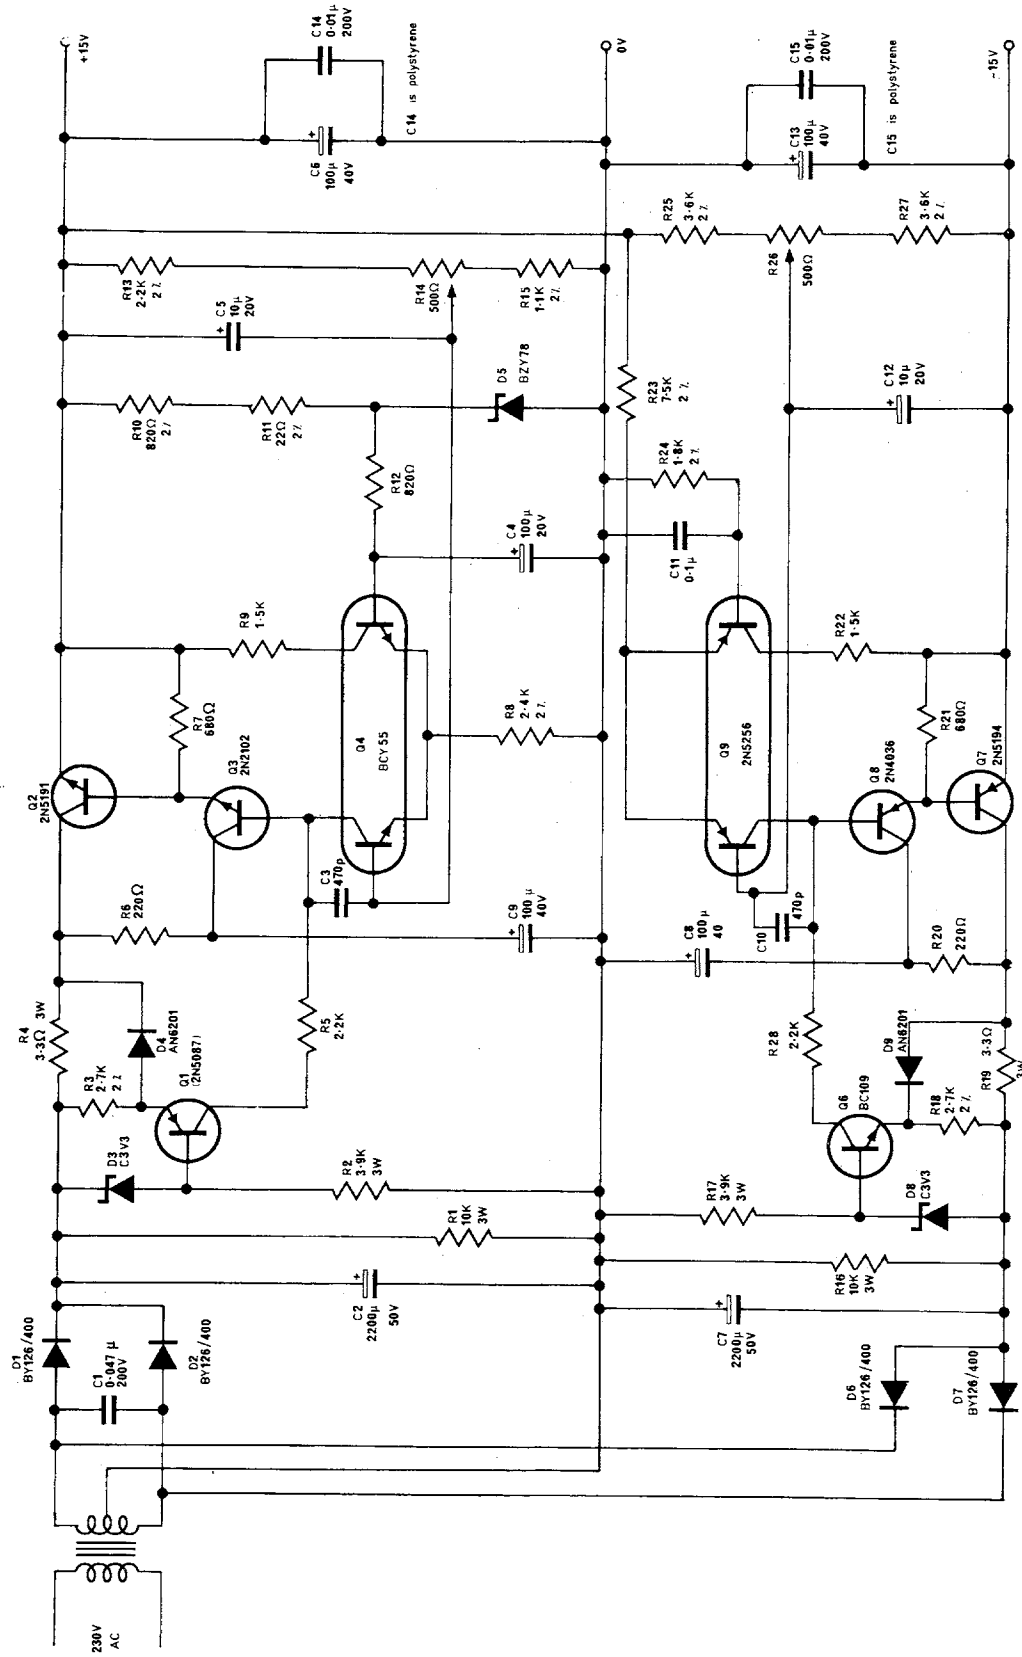 230V
AC
D1
BY126/400
C1
0·047 µ
200V
D2
BY126/400
C2
2200µ
50V
R1
10K
3W
D3
C3V3
R2
3·9K
3W
R3
2·7K
2%
Q1
(2N5087)
D4
AN6201
R4
3·3Ω 3W
R5
2·2K
R6
220Ω
C9
100 µ
40V
C3
470p
Q2
2N5191
Q3
2N2102
R7
680Ω
R9
1·5K
Q4
BCY 55
R8
2·4K
2%
C4
100µ
20V
R12
820Ω
R10
820Ω
2%
R11
22Ω
2%
D5
BZY78
C5
10µ
20V
R13
2·2K
2%
R14
500Ω
R15
1·1K
2%
C6
100µ
40V
C14
0·01µ
200V
C14 is polystyrene
+15V
0V
D6
BY126/400
D7
BY126/400
C7
2200µ
50V
R16
10K
3W
R17
3·9K
3W
D8
C3V3
Q6
BC109
R18
2·7K
2%
D9
AN6201
R19
3·3Ω
3W
R28
2·2K
C8
100µ
40
R20
220Ω
C10
470p
Q8
2N4036
Q7
2N5194
R21
680Ω
R22
1·5K
Q9
2N5256
C11
0·1µ
R24
1·8K
2%
R23
7·5K
2%
C12
10µ
20V
R25
3·6K
2%
R26
500Ω
R27
3·6K
2%
C13
100µ
40V
C15
0·01µ
200V
C15 is polystyrene
-15V